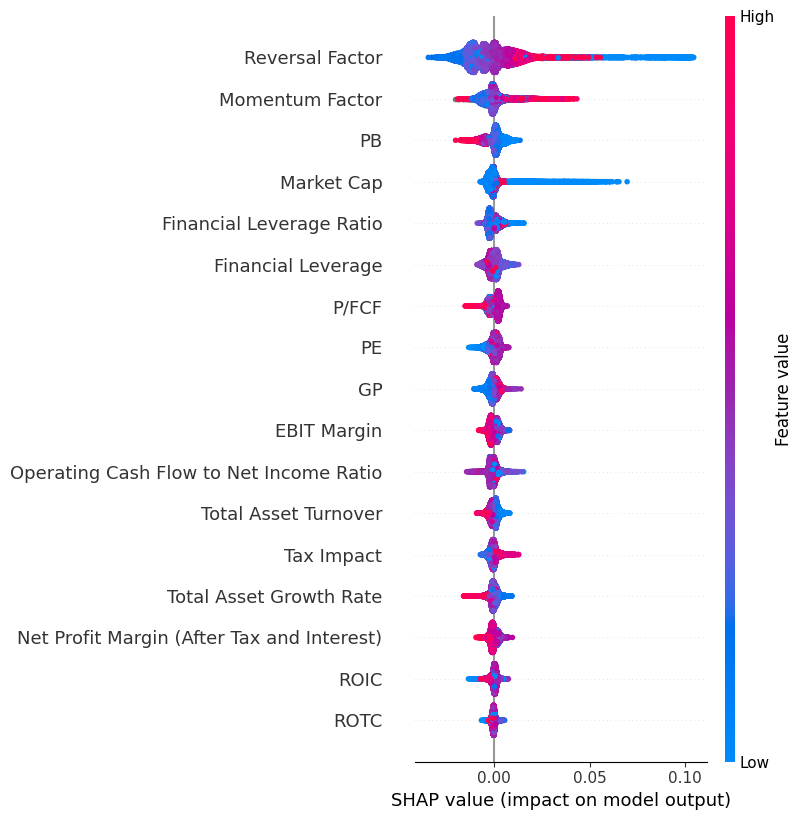 High
Reversal Factor
Momentum Factor
PB
Market Cap
Financial Leverage Ratio
Financial Leverage
P/FCF
PE
GP
EBIT Margin
Operating Cash Flow to Net Income Ratio
Total Asset Turnover
Tax Impact
Total Asset Growth Rate
Net Profit Margin (After Tax and Interest)
ROIC
ROTC
Low
Feature value
0.00 0.05 0.10
SHAP value (impact on model output)